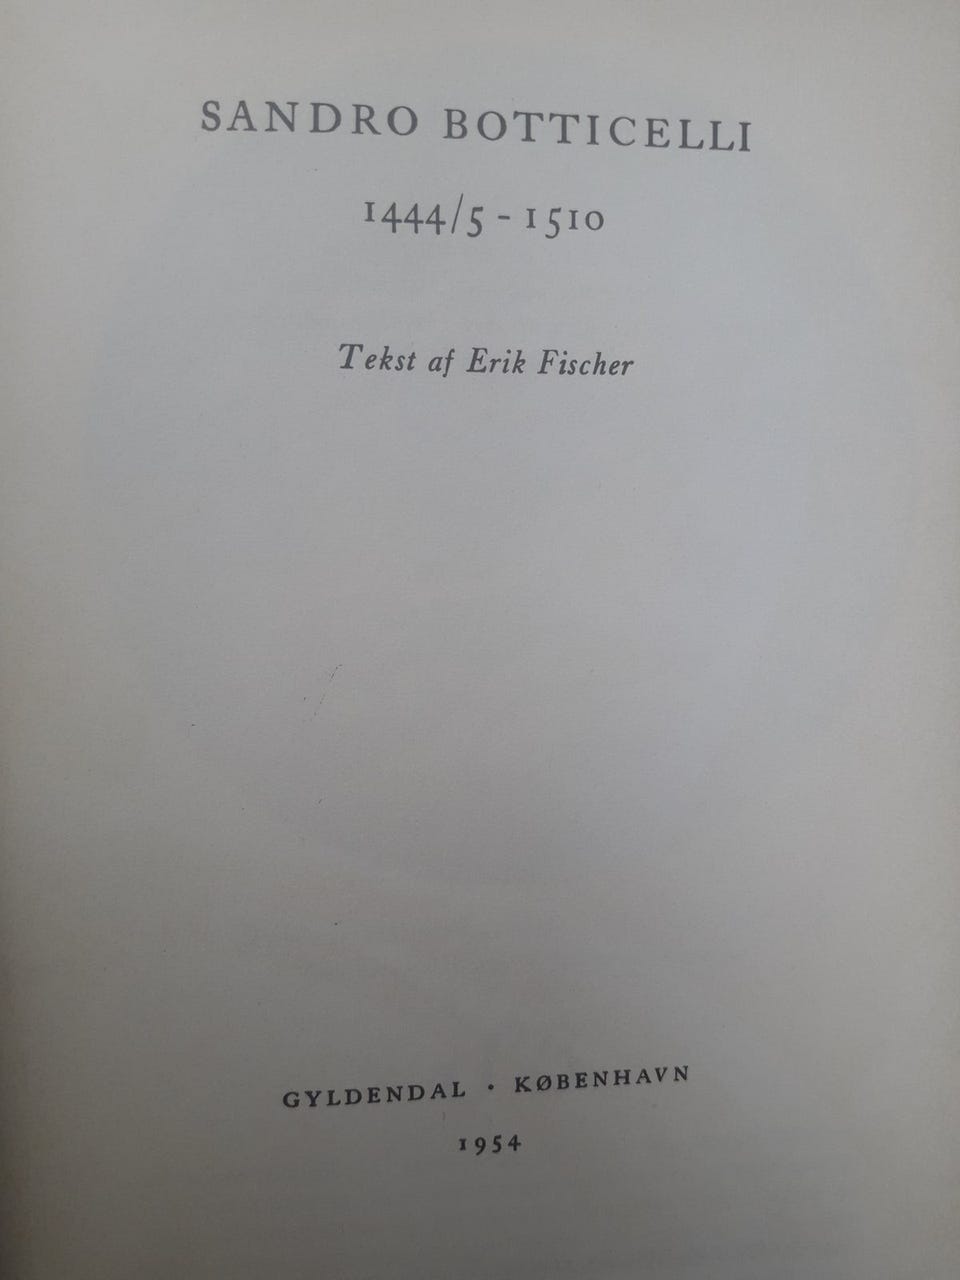 SANDRO BOTTICELLI
1444/5 - 1510
Tekst af Erik Fischer
GYLDENDAL · KØBENHAVN
1954